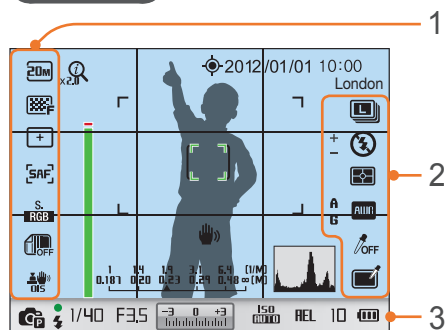 1
20M
x2.0
2012/01/01 10:00
London
F
L
+
-
2
SAF
S.
RGB
A
G
AWB
OFF
OFF
OIS
1 1.4 1.9 3.1 6.4 (1/M)
0.187 0.20 0.23 0.29 0.48 ∞ (M)
P
1/40 F3.5
-3 0 +3
ISO
AUTO
AEL
10
3